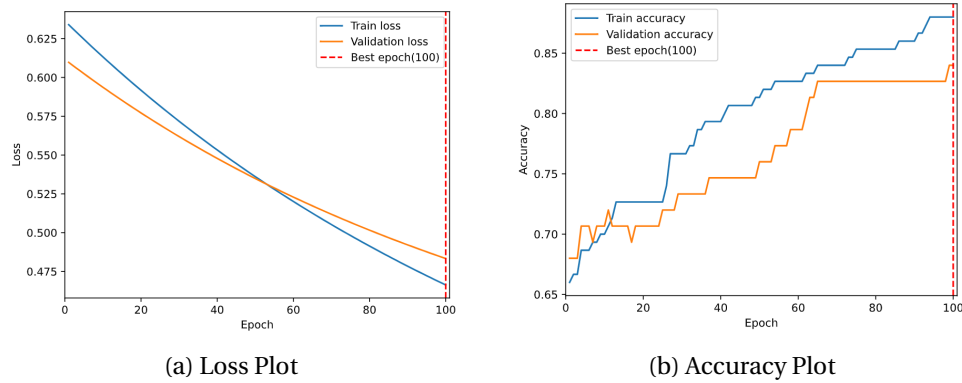 0.625
0.600
0.575
0.550
0.525
0.500
0.475
Loss
0 20 40 60 80 100
Epoch
Train loss
Validation loss
Best epoch(100)
(a) Loss Plot
0.85
0.80
0.75
0.70
0.65
Accuracy
0 20 40 60 80 100
Epoch
Train accuracy
Validation accuracy
Best epoch(100)
(b) Accuracy Plot